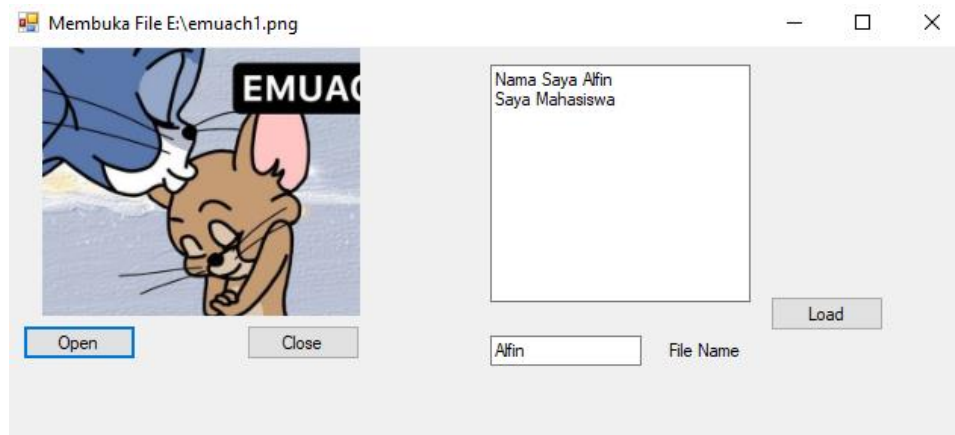 Membuka File E:\emuach1.png
EMUAC
Nama Saya Alfin
Saya Mahasiswa
Load
Open
Close
Alfin
File Name